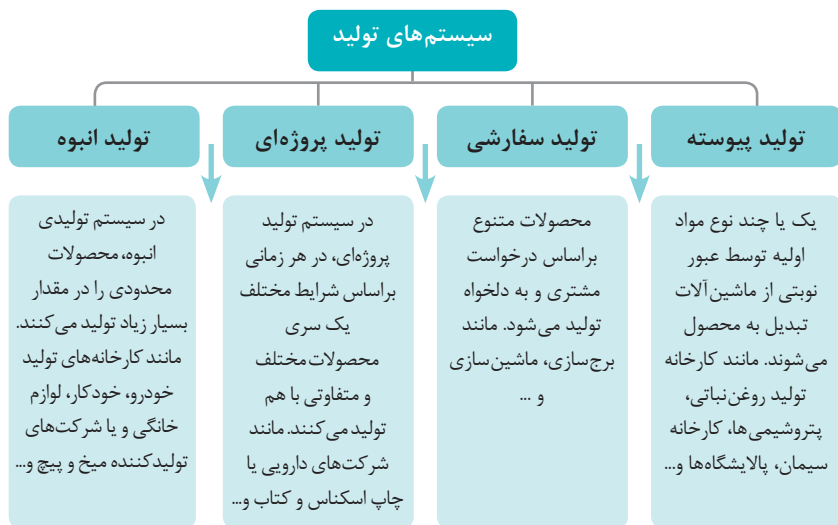 سیستم‌های تولید
تولید پیوسته
یک یا چند نوع مواد
اولیه توسط عبور
نوبتی از ماشین‌آلات
تبدیل به محصول
می‌شوند. مانند کارخانه
تولید روغن‌نباتی،
پتروشیمی‌ها، کارخانه
سیمان، پالایشگاه‌ها و...
تولید سفارشی
محصولات متنوع
براساس درخواست
مشتری و به دلخواه
تولید می‌شود. مانند
برج‌سازی، ماشین‌سازی
و ...
تولید پروژه‌ای
در سیستم تولید
پروژه‌ای، در هر زمانی
براساس شرایط مختلف
یک سری
محصولات مختلف
و متفاوتی با هم
تولید می‌کنند. مانند
شرکت‌های دارویی یا
چاپ اسکناس و کتاب و...
تولید انبوه
در سیستم تولیدی
انبوه، محصولات
محدودی را در مقدار
بسیار زیاد تولید می‌کنند.
مانند کارخانه‌های تولید
خودرو، خودکار، لوازم
خانگی و یا شرکت‌های
تولیدکننده میخ و پیچ و...